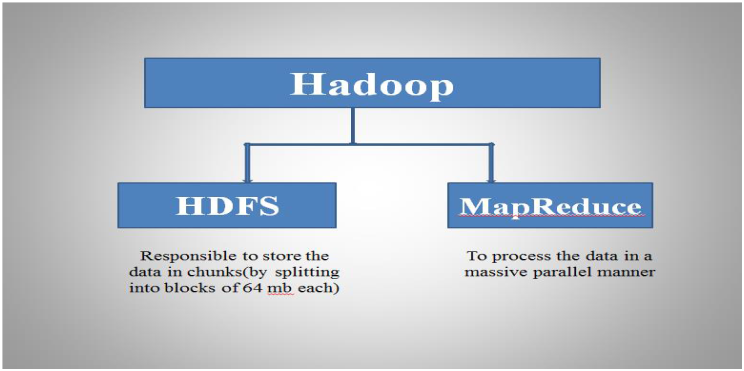 Hadoop
HDFS
MapReduce
Responsible to store the
data in chunks(by splitting
into blocks of 64 mb each)
To process the data in a
massive parallel manner